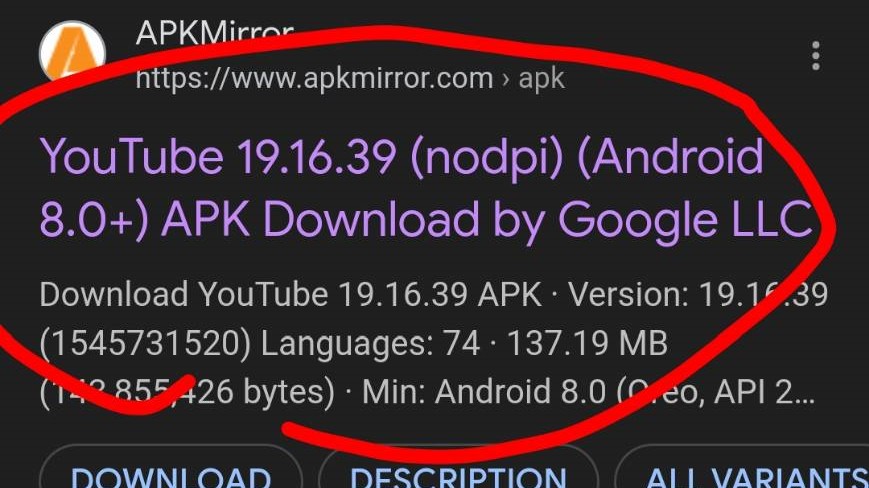 APKMirror
https://www.apkmirror.com › apk
YouTube 19.16.39 (nodpi) (Android
8.0+) APK Download by Google LLC
Download YouTube 19.16.39 APK · Version: 19.16.39
(1545731520) Languages: 74 · 137.19 MB
(143,855,426 bytes) · Min: Android 8.0 (Oreo, API 2...
DOWNLOAD DESCRIPTION ALL VARIANTS